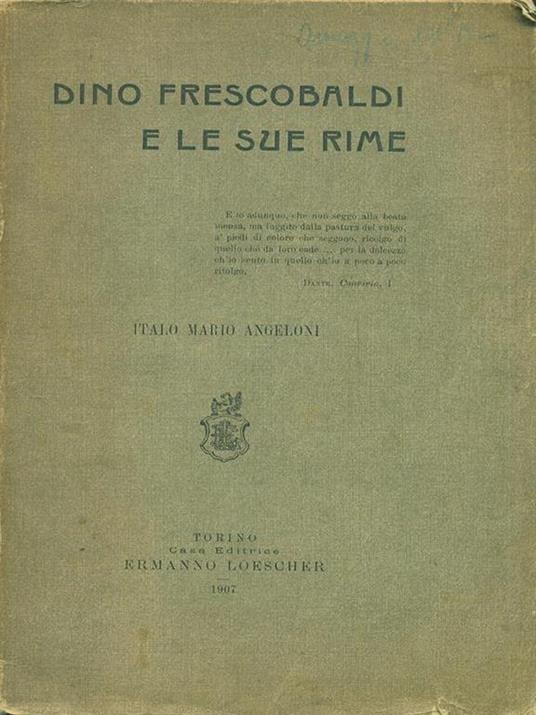 DINO FRESCOBALDI
E LE SUE RIME
E io adunque, che non seggo alla beata
mensa, ma fuggito dalla pastura del vulgo,
a' piedi di coloro che seggono, ricolgo di
quello che da loro cade .... per la dolcezza
ch'io sento in quello ch'io a poco a poco
ritolgo.
DANTE, Convivio, I
ITALO MARIO ANGELONI
TORINO
Casa Editrice
ERMANNO LOESCHER
1907